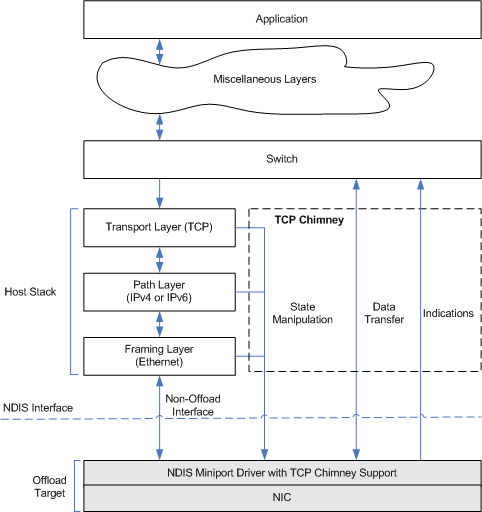 Application
Miscellaneous Layers
Switch
TCP Chimney
Transport Layer (TCP)
Host Stack
Path Layer
(IPv4 or IPv6)
State
Manipulation
Data
Transfer
Indications
Framing Layer
(Ethernet)
Non-Offoad
Interface
NDIS Interface
Offload
Target
NDIS Miniport Driver with TCP Chimney Support
NIC